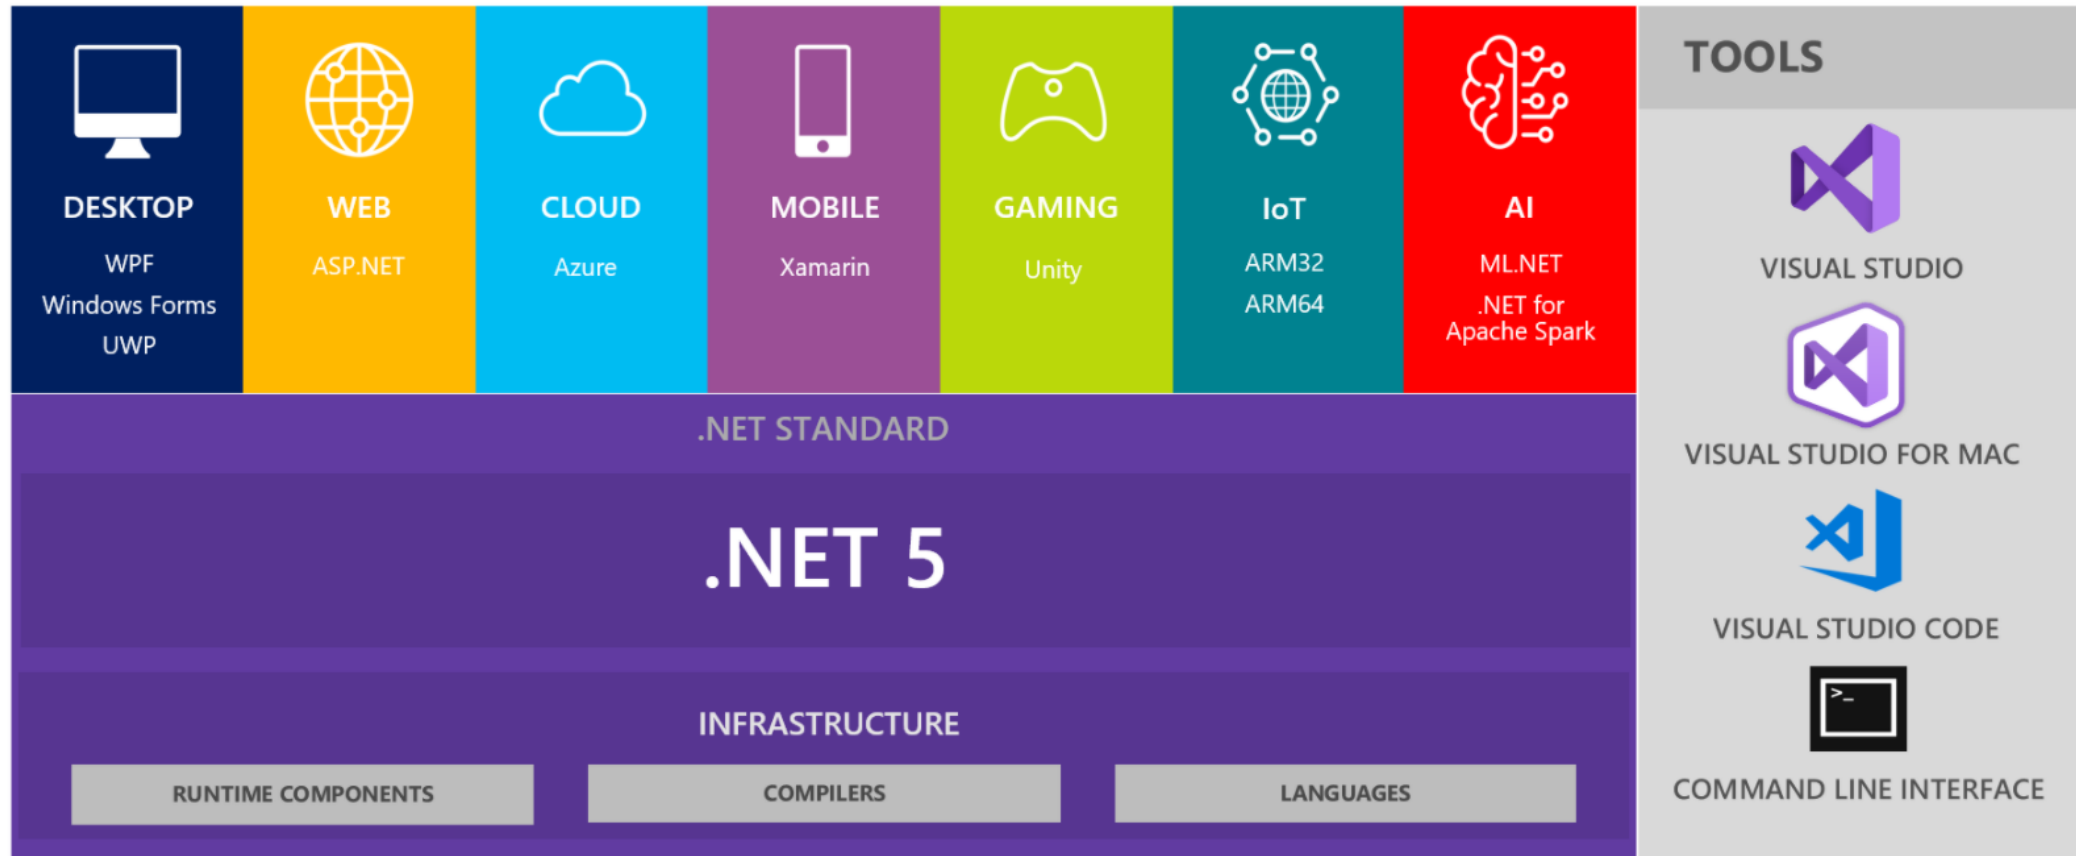 DESKTOP
WPF
Windows Forms
UWP
WEB
ASP.NET
CLOUD
Azure
MOBILE
Xamarin
GAMING
Unity
IoT
ARM32
ARM64
AI
ML.NET
.NET for
Apache Spark
.NET STANDARD
.NET 5
INFRASTRUCTURE
RUNTIME COMPONENTS
COMPILERS
LANGUAGES
TOOLS
VISUAL STUDIO
VISUAL STUDIO FOR MAC
VISUAL STUDIO CODE
>_
COMMAND LINE INTERFACE